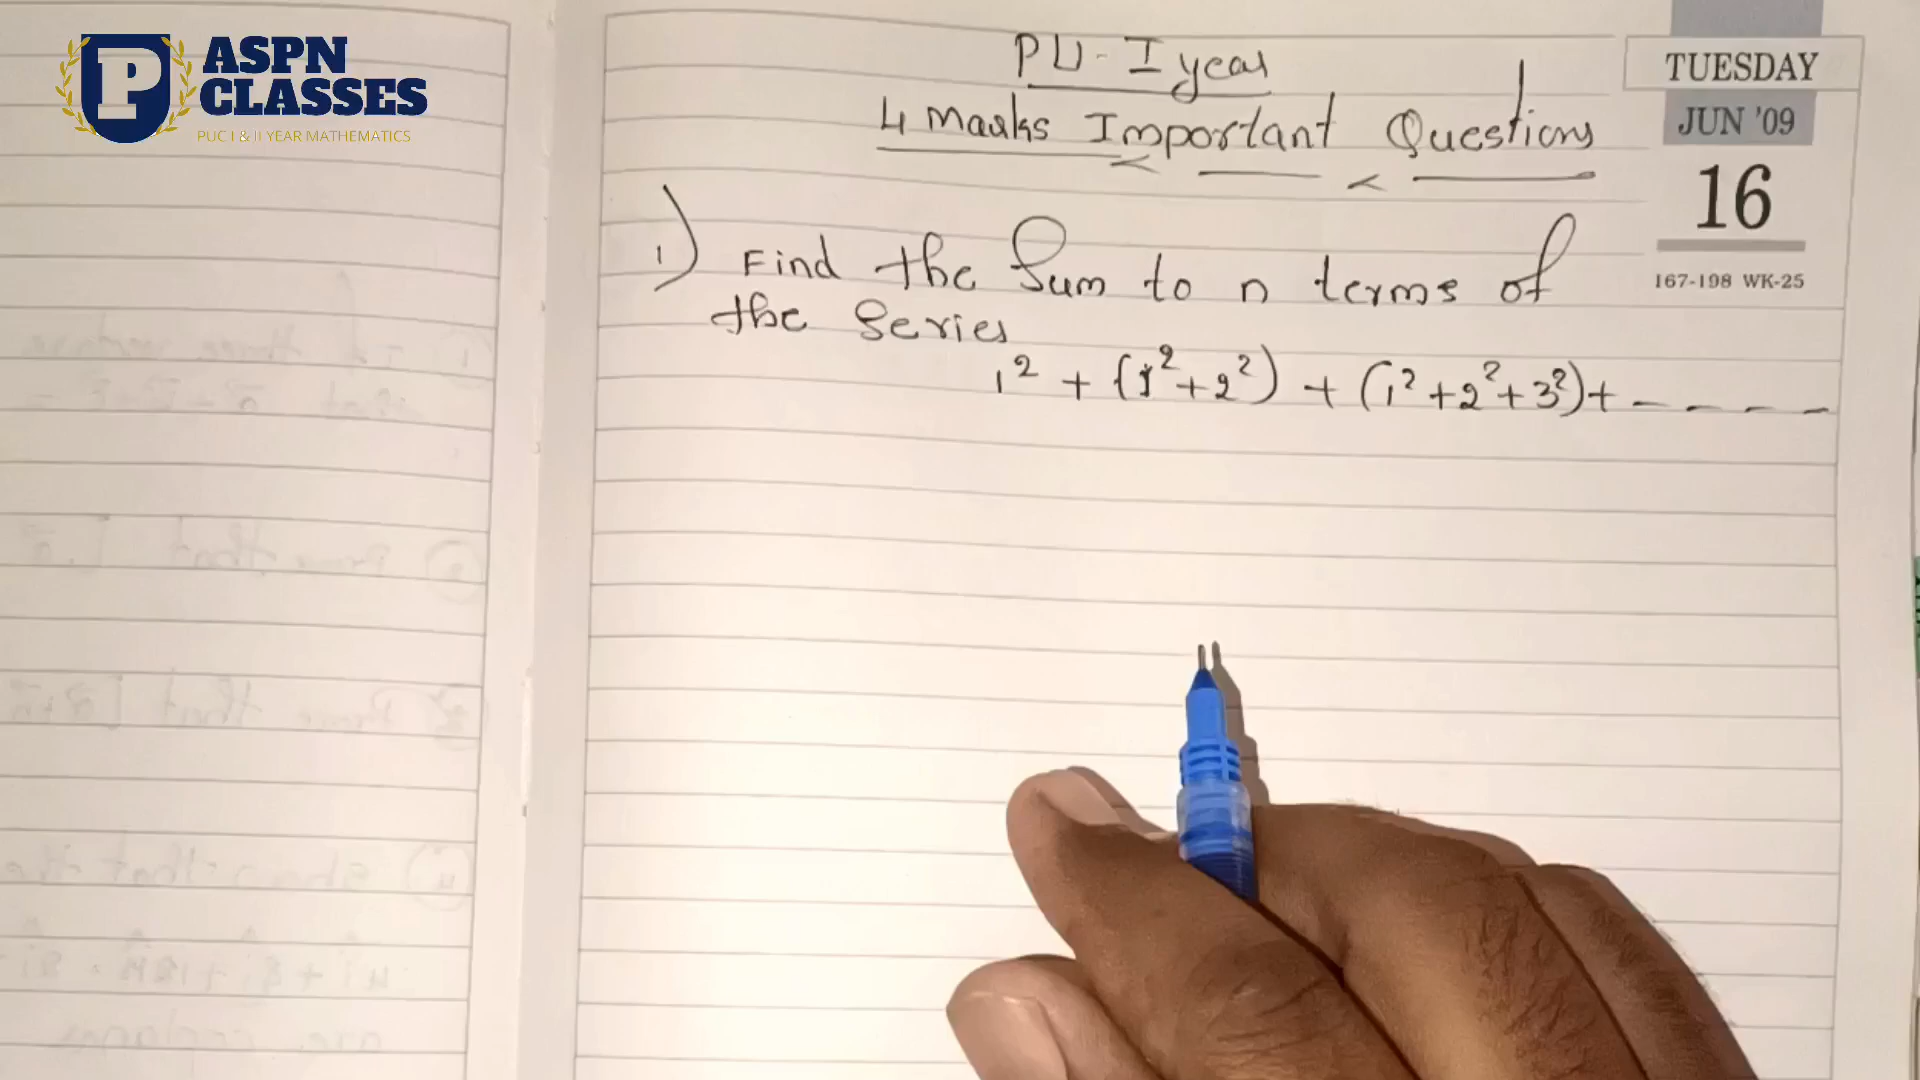 ASPN
CLASSES
PUC I & II YEAR MATHEMATICS
PU - I year
4 Marks Important Questions
TUESDAY
JUN '09
16
167-198 WK-25
1) Find the Sum to n terms of
the Series
1² + (1²+2²) + (1²+2²+3²)+ - - - -